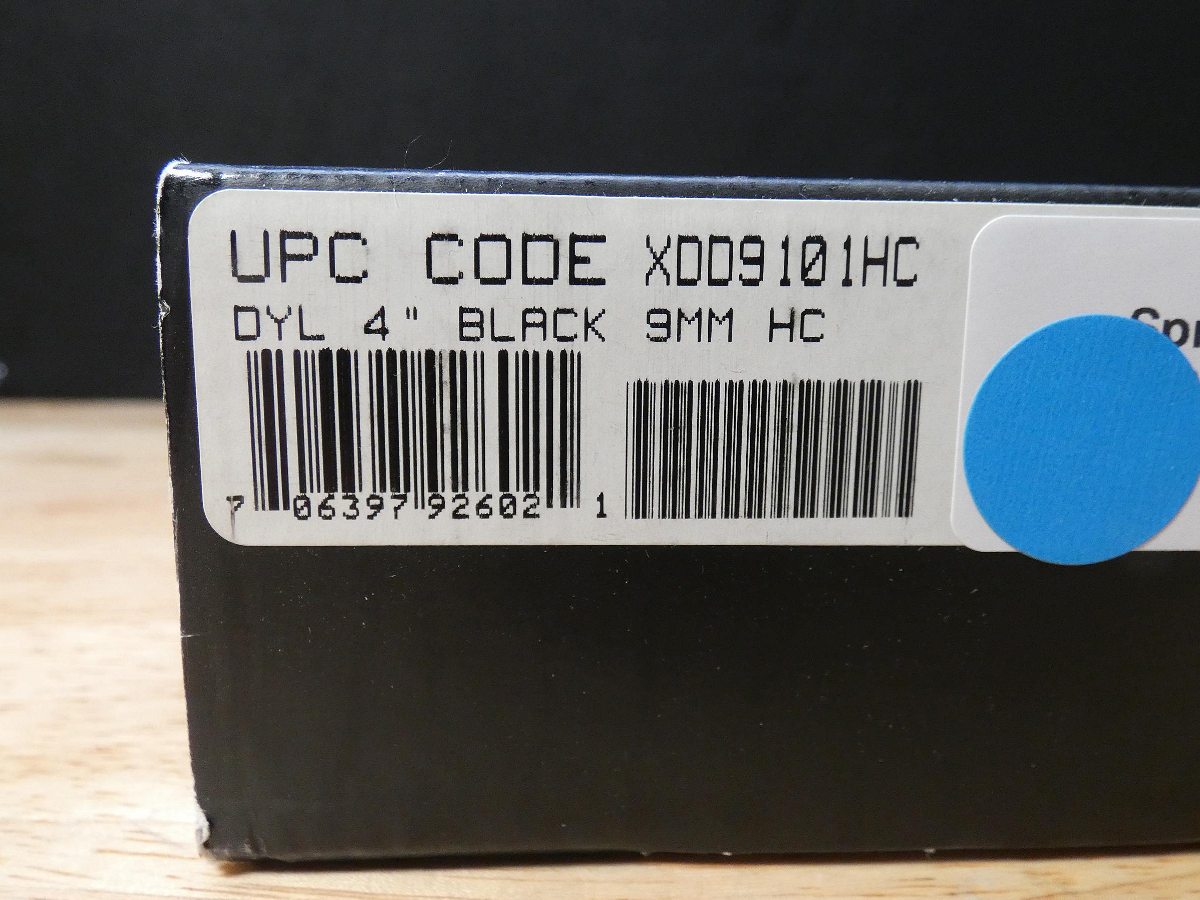 UPC CODE XDD9101HC
DYL 4" BLACK 9MM HC
7 06397 92602 1